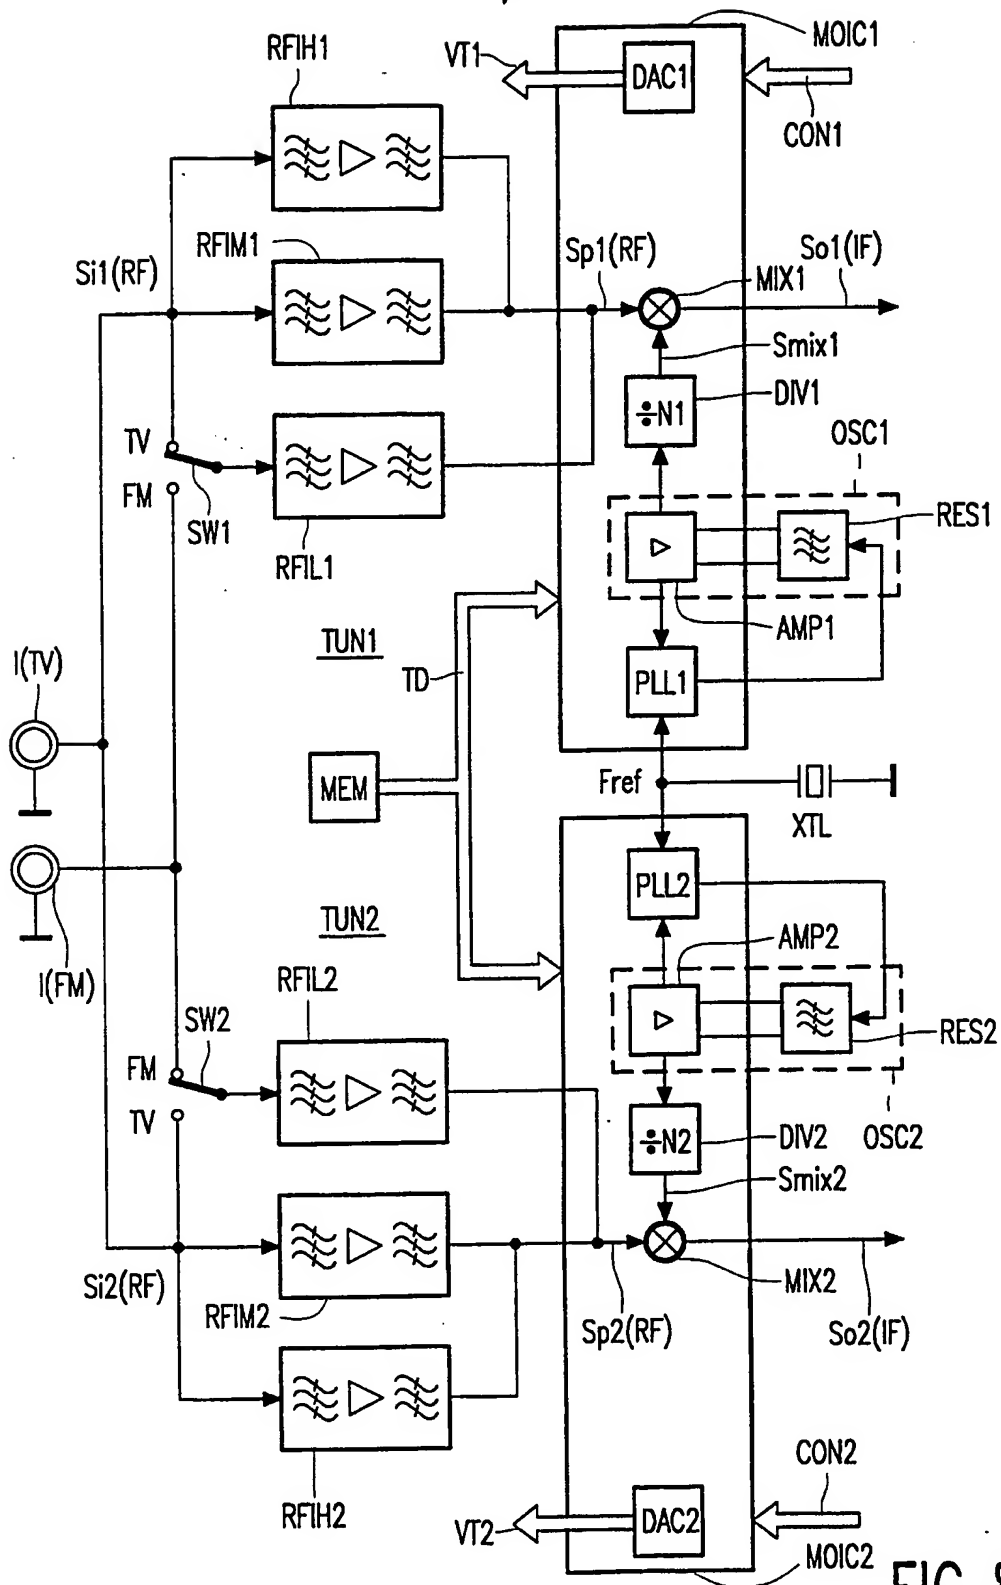 MOIC1
RFIH1
VT1
DAC1
CON1
RFIM1
Si1(RF)
Sp1(RF)
So1(IF)
MIX1
Smix1
÷N1
DIV1
TV
FM
SW1
RFIL1
OSC1
RES1
AMP1
TUN1
TD
PLL1
I(TV)
MEM
Fref
XTL
I(FM)
TUN2
PLL2
AMP2
RFIL2
SW2
FM
TV
RES2
÷N2
DIV2
OSC2
Smix2
Si2(RF)
RFIM2
MIX2
Sp2(RF)
So2(IF)
RFIH2
CON2
VT2
DAC2
MOIC2
FIG.